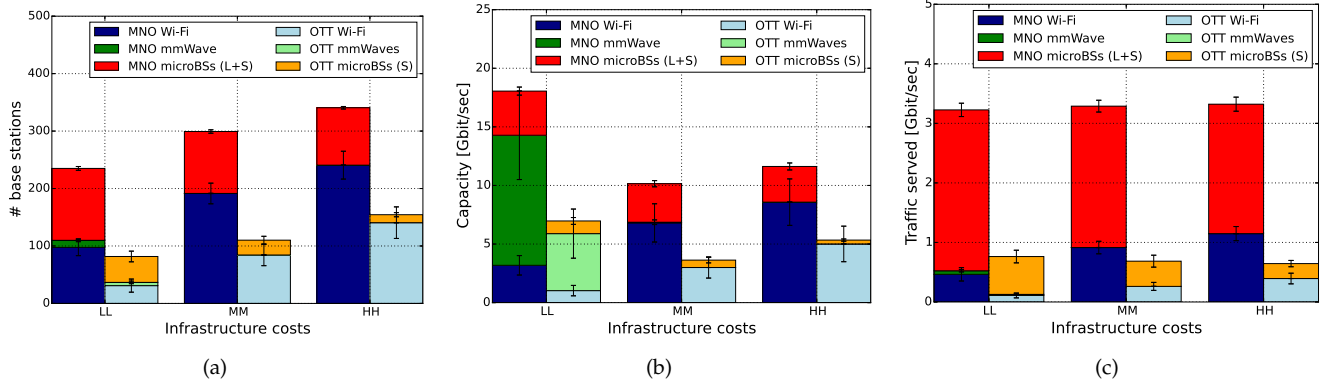 500
400
300
200
100
0
# base stations
MNO Wi-Fi
OTT Wi-Fi
MNO mmWave
OTT mmWaves
MNO microBSs (L+S)
OTT microBSs (S)
LL
MM
HH
Infrastructure costs
(a)
25
20
15
10
5
0
Capacity [Gbit/sec]
MNO Wi-Fi
OTT Wi-Fi
MNO mmWave
OTT mmWaves
MNO microBSs (L+S)
OTT microBSs (S)
LL
MM
HH
Infrastructure costs
(b)
5
4
3
2
1
0
Traffic served [Gbit/sec]
MNO Wi-Fi
OTT Wi-Fi
MNO mmWave
OTT mmWaves
MNO microBSs (L+S)
OTT microBSs (S)
LL
MM
HH
Infrastructure costs
(c)